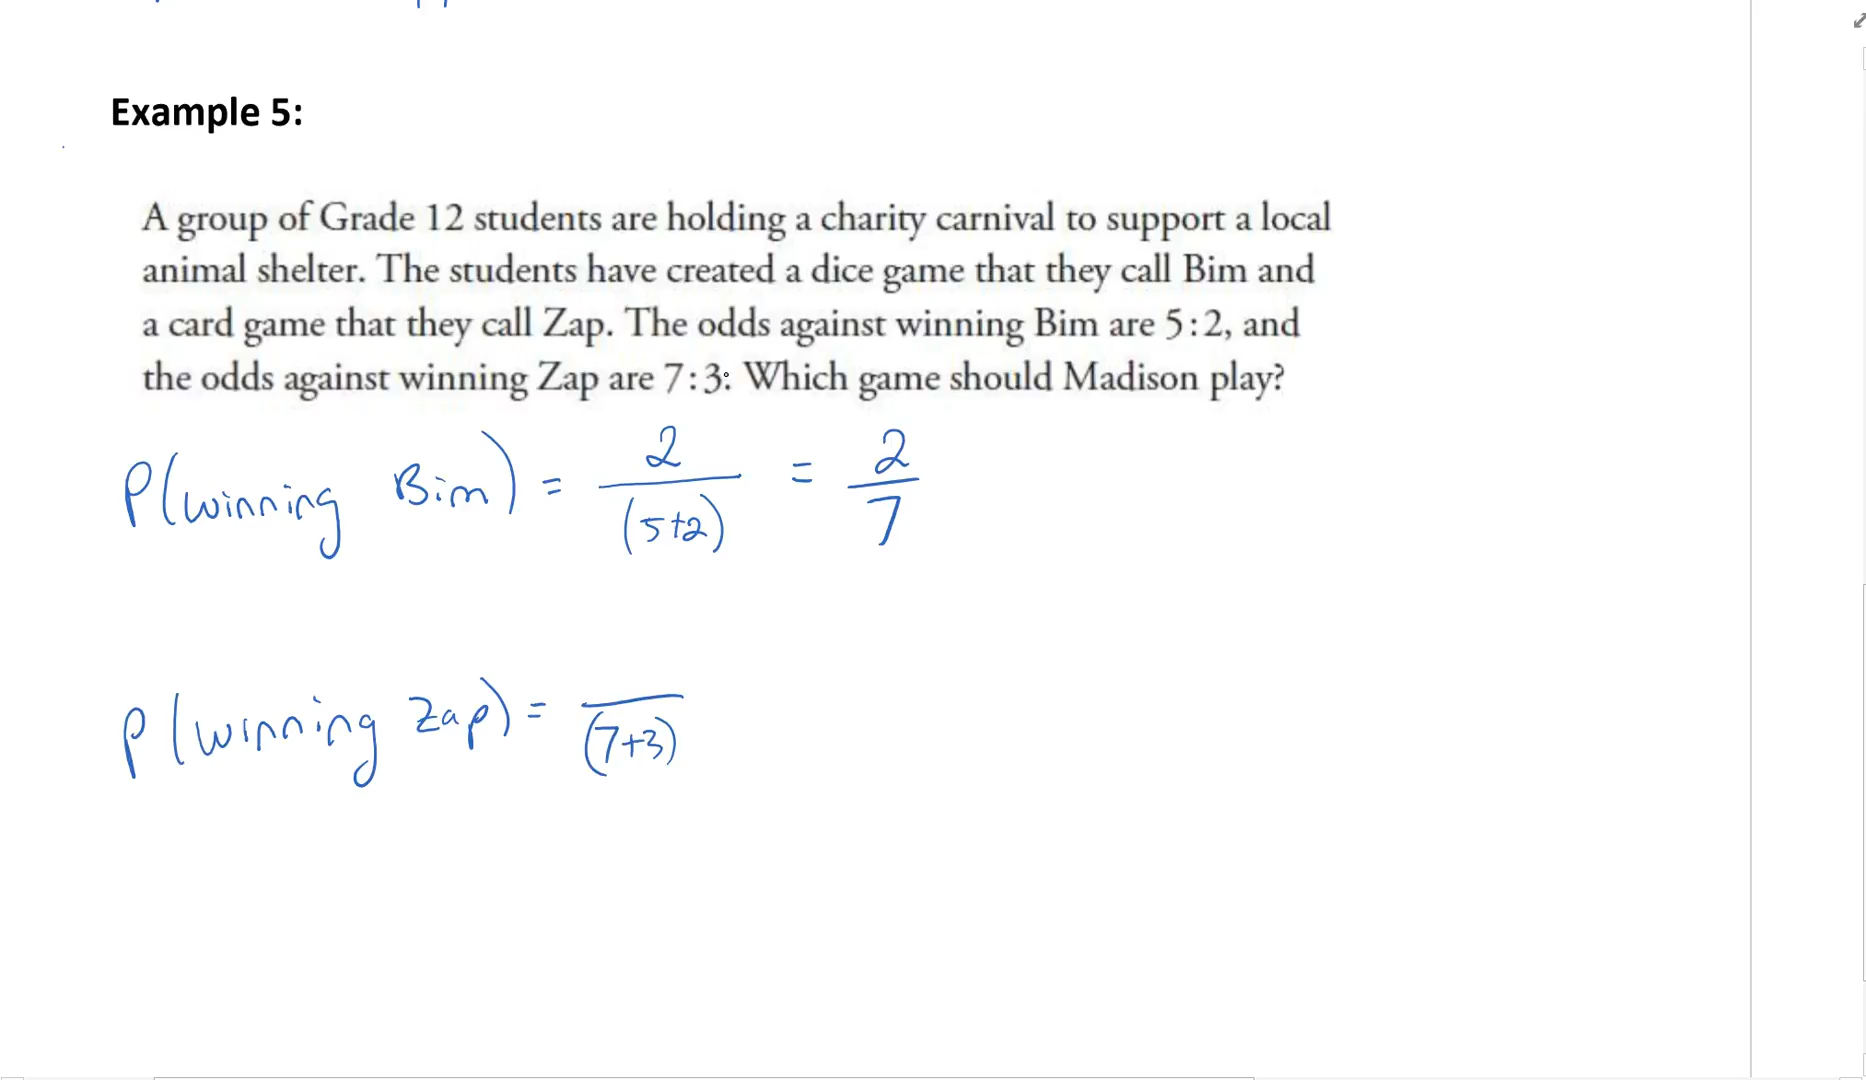 Example 5:
A group of Grade 12 students are holding a charity carnival to support a local
animal shelter. The students have created a dice game that they call Bim and
a card game that they call Zap. The odds against winning Bim are 5:2, and
the odds against winning Zap are 7:3: Which game should Madison play?
P(winning Bim) = 2/(5+2) = 2/7
P(winning Zap) = /(7+3)